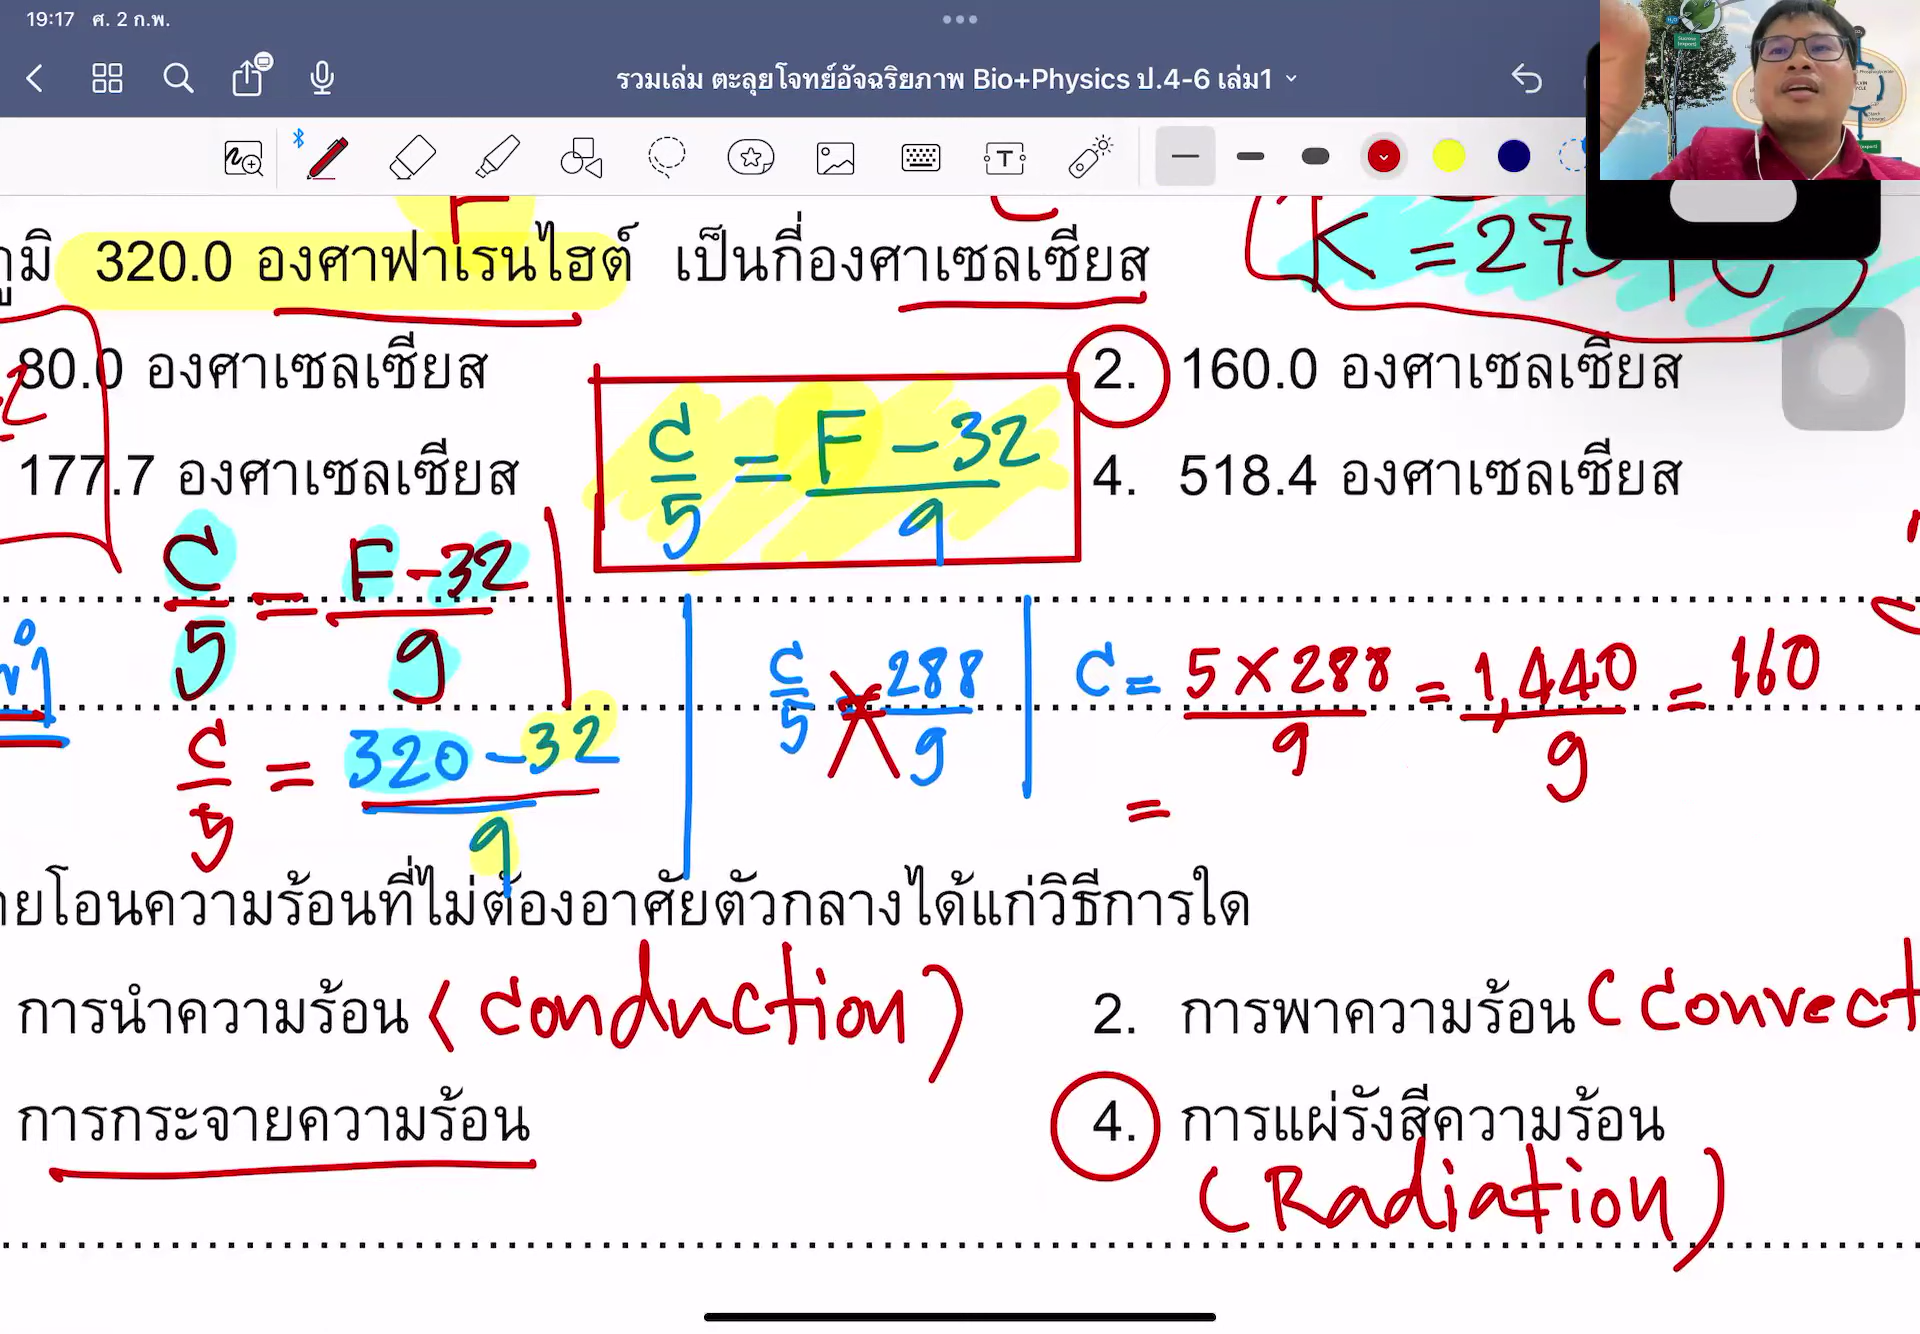 19:17 ศ. 2 ก.พ.
รวมเล่ม ตะลุยโจทย์อัจฉริยภาพ Bio+Physics ป.4-6 เล่ม1
F
C
ภูมิ 320.0 องศาฟาเรนไฮต์ เป็นกี่องศาเซลเซียส
K = 273+C
80.0 องศาเซลเซียส
2. 160.0 องศาเซลเซียส
177.7 องศาเซลเซียส
4. 518.4 องศาเซลเซียส
C/5 = F-32/9
C/5 = F-32/9
C/5 = 320-32/9
C/5 = 288/9
C = 5×288/9 = 1,440/9 = 160
=
ายโอนความร้อนที่ไม่ต้องอาศัยตัวกลางได้แก่วิธีการใด
การนำความร้อน (conduction)
2. การพาความร้อน (convect
การกระจายความร้อน
4. การแผ่รังสีความร้อน
(Radiation)